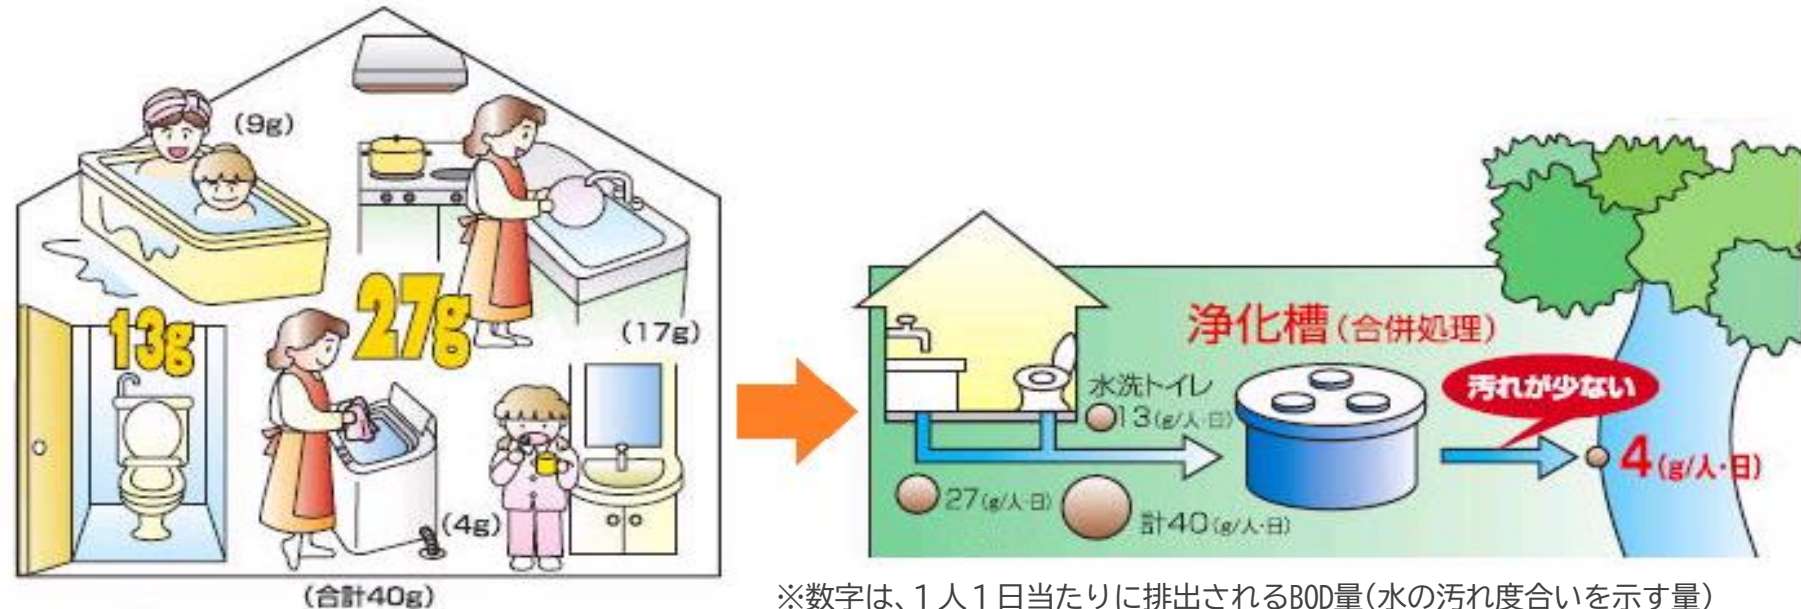 (9g)
13g
27g
(17g)
(4g)
(合計40g)
浄化槽(合併処理)
水洗トイレ
13(g/人・日)
汚れが少ない
4(g/人・日)
27(g/人・日)
計40(g/人・日)
※数字は、1人1日当たりに排出されるBOD量(水の汚れ度合いを示す量)